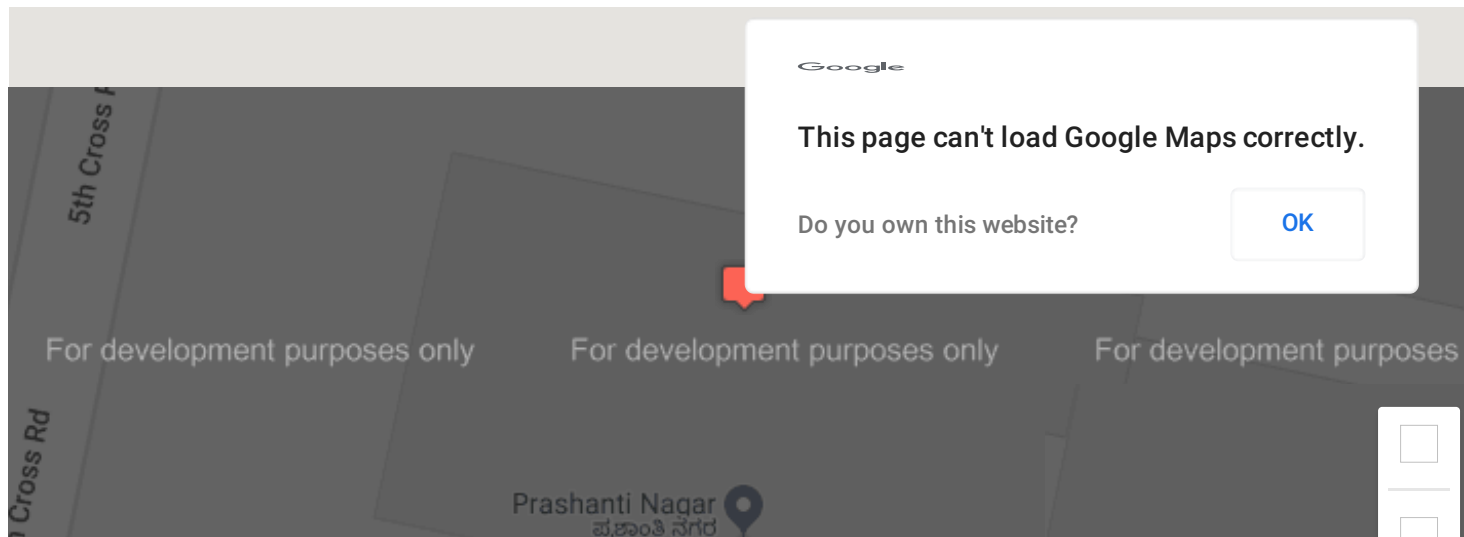 Google
This page can't load Google Maps correctly.
Do you own this website?
OK
5th Cross
For development purposes only
For development purposes only
For development purposes
Cross Rd
Prashanti Nagar
ಪ್ರಶಾಂತಿ ನಗರ